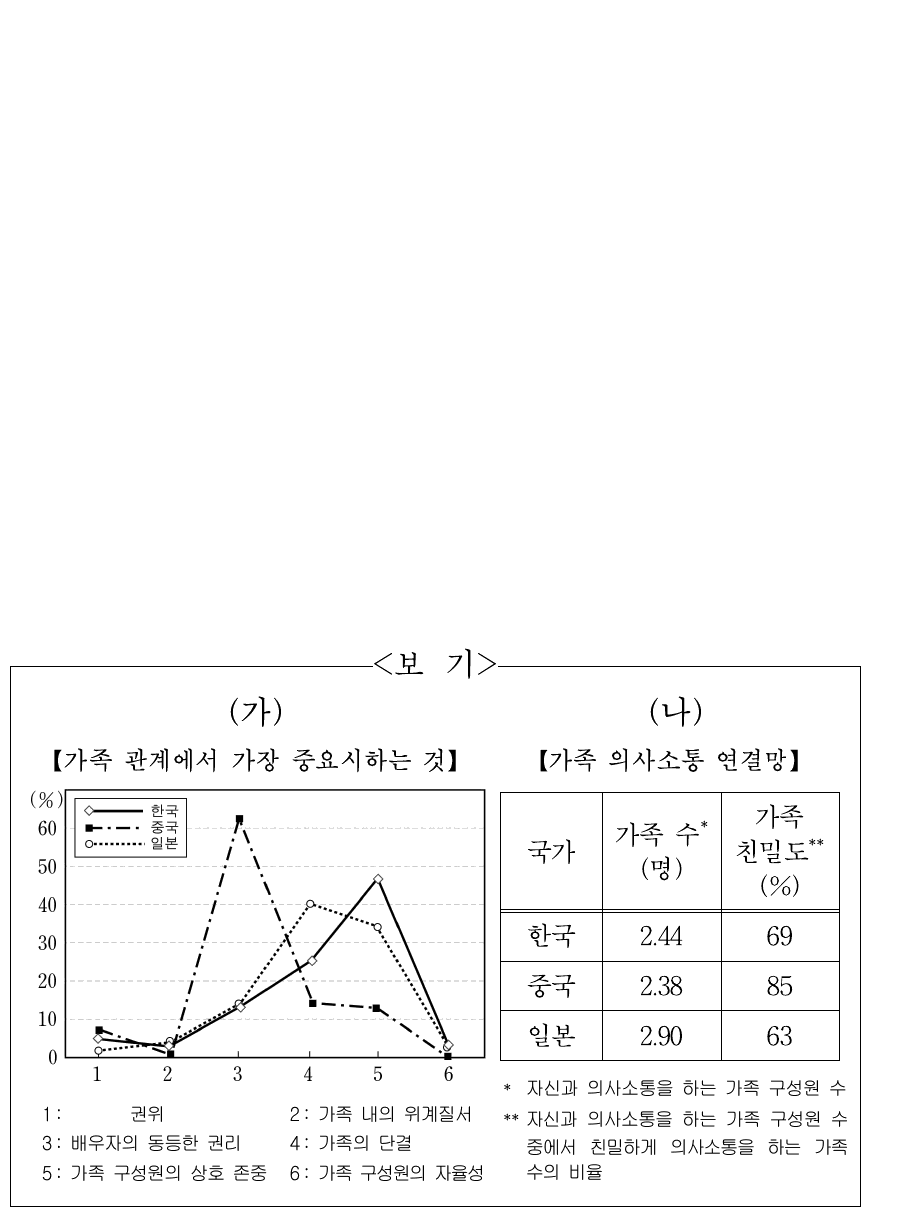 <보 기>
(가)
【가족 관계에서 가장 중요시하는 것】
(%)
한국
중국
일본
60
50
40
30
20
10
0
1 2 3 4 5 6
1: 권위 2: 가족 내의 위계질서
3: 배우자의 동등한 권리 4: 가족의 단결
5: 가족 구성원의 상호 존중 6: 가족 구성원의 자율성
(나)
【가족 의사소통 연결망】
국가 가족 수* (명) 가족 친밀도** (%)
한국 2.44 69
중국 2.38 85
일본 2.90 63
* 자신과 의사소통을 하는 가족 구성원 수
** 자신과 의사소통을 하는 가족 구성원 수
중에서 친밀하게 의사소통을 하는 가족
수의 비율